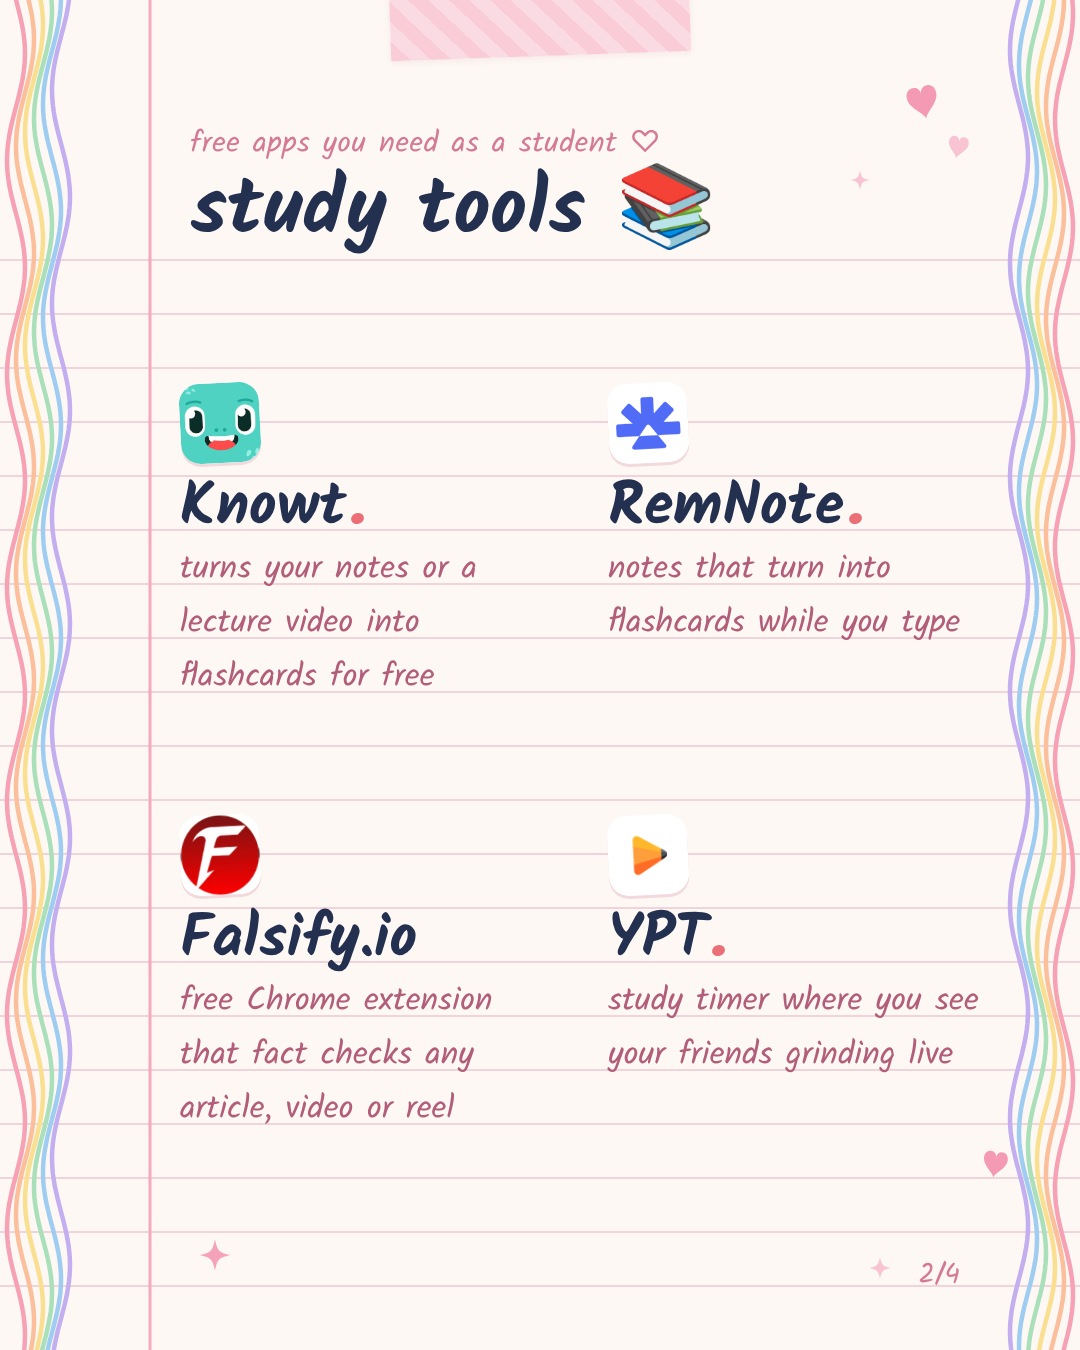 free apps you need as a student ♡
study tools 📚
Knowt.
turns your notes or a
lecture video into
flashcards for free
RemNote.
notes that turn into
flashcards while you type
F
Falsify.io
free Chrome extension
that fact checks any
article, video or reel
YPT.
study timer where you see
your friends grinding live
2/4